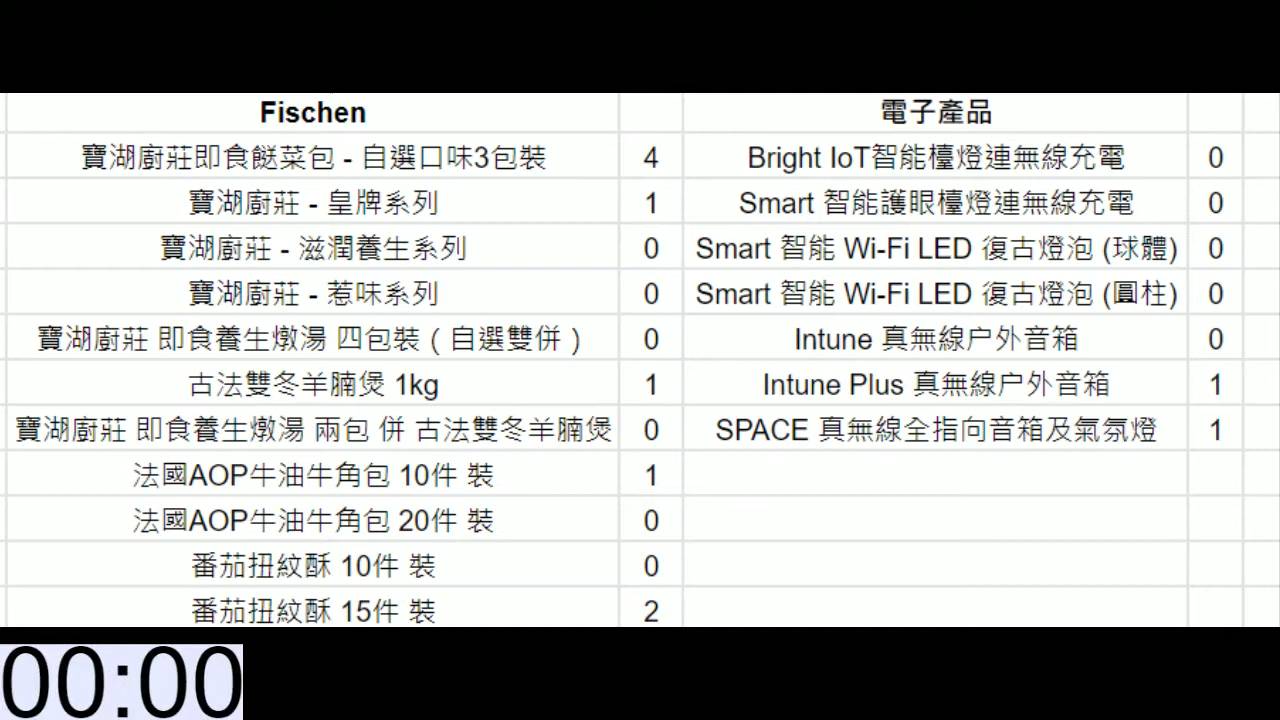 Fischen 電子產品
寶湖廚莊即食餸菜包 - 自選口味3包裝 4 Bright IoT智能檯燈連無線充電 0
寶湖廚莊 - 皇牌系列 1 Smart 智能護眼檯燈連無線充電 0
寶湖廚莊 - 滋潤養生系列 0 Smart 智能 Wi-Fi LED 復古燈泡 (球體) 0
寶湖廚莊 - 惹味系列 0 Smart 智能 Wi-Fi LED 復古燈泡 (圓柱) 0
寶湖廚莊 即食養生燉湯 四包裝 ( 自選雙併 ) 0 Intune 真無線户外音箱 0
古法雙冬羊腩煲 1kg 1 Intune Plus 真無線户外音箱 1
寶湖廚莊 即食養生燉湯 兩包 併 古法雙冬羊腩煲 0 SPACE 真無線全指向音箱及氣氛燈 1
法國AOP牛油牛角包 10件 裝 1
法國AOP牛油牛角包 20件 裝 0
番茄扭紋酥 10件 裝 0
番茄扭紋酥 15件 裝 2
00:00